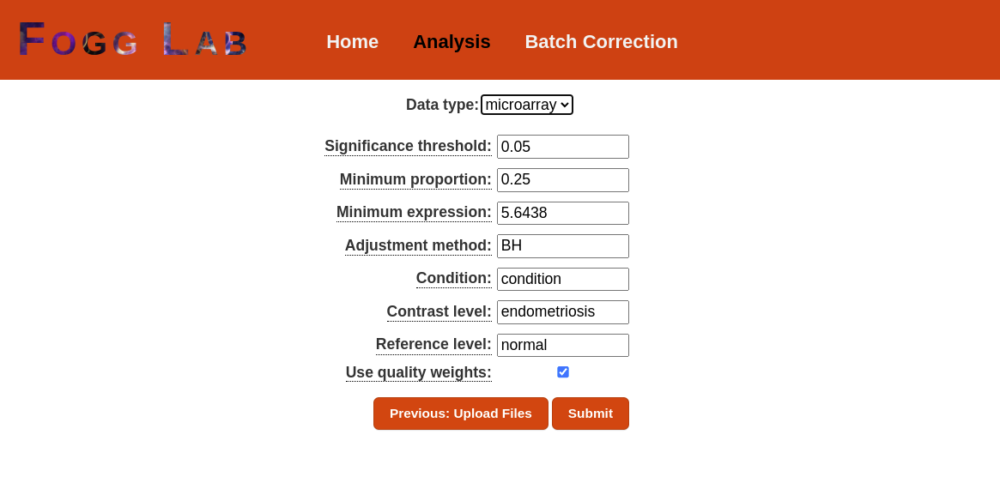 Fogg Lab Home Analysis Batch Correction
Data type: microarray
Significance threshold: 0.05
Minimum proportion: 0.25
Minimum expression: 5.6438
Adjustment method: BH
Condition: condition
Contrast level: endometriosis
Reference level: normal
Use quality weights:
Previous: Upload Files Submit